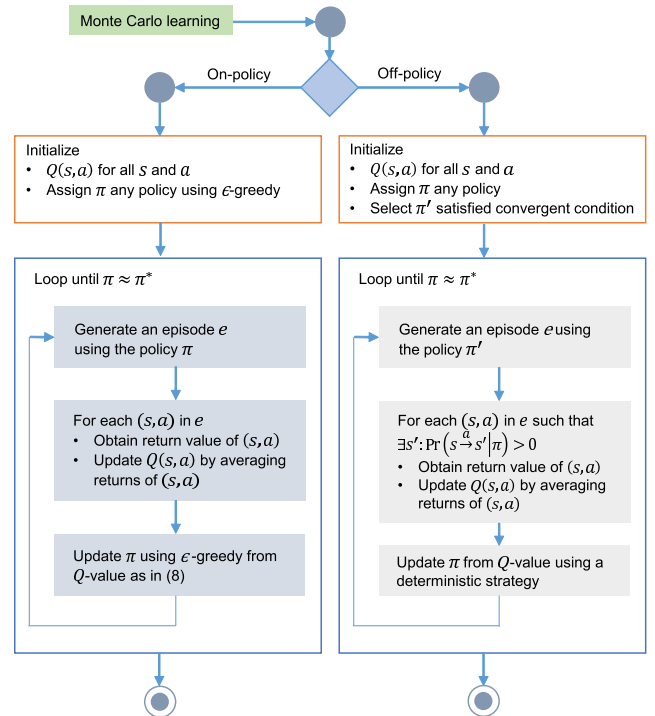 Monte Carlo learning
On-policy
Off-policy
Initialize
• Q(s,a) for all s and a
• Assign π any policy using ϵ-greedy
Loop until π ≈ π*
Generate an episode e
using the policy π
For each (s,a) in e
• Obtain return value of (s,a)
• Update Q(s,a) by averaging
returns of (s,a)
Update π using ϵ-greedy from
Q-value as in (8)
Initialize
• Q(s,a) for all s and a
• Assign π any policy
• Select π′ satisfied convergent condition
Loop until π ≈ π*
Generate an episode e using
the policy π′
For each (s,a) in e such that
∃s′: Pr(s →ᵃ s′|π) > 0
• Obtain return value of (s,a)
• Update Q(s,a) by averaging
returns of (s,a)
Update π from Q-value using a
deterministic strategy